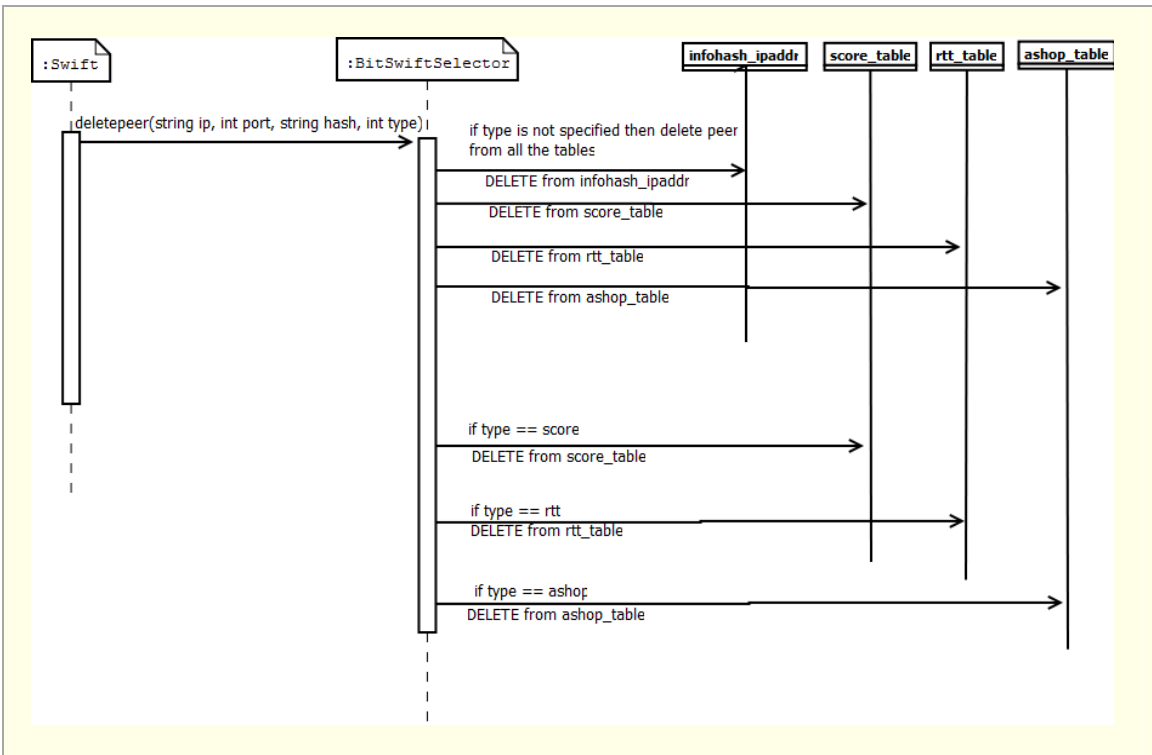 :Swift
:BitSwiftSelector
infohash_ipaddr
score_table
rtt_table
ashop_table
deletepeer(string ip, int port, string hash, int type)
if type is not specified then delete peer
from all the tables
DELETE from infohash_ipaddr
DELETE from score_table
DELETE from rtt_table
DELETE from ashop_table
if type == score
DELETE from score_table
if type == rtt
DELETE from rtt_table
if type == ashop
DELETE from ashop_table